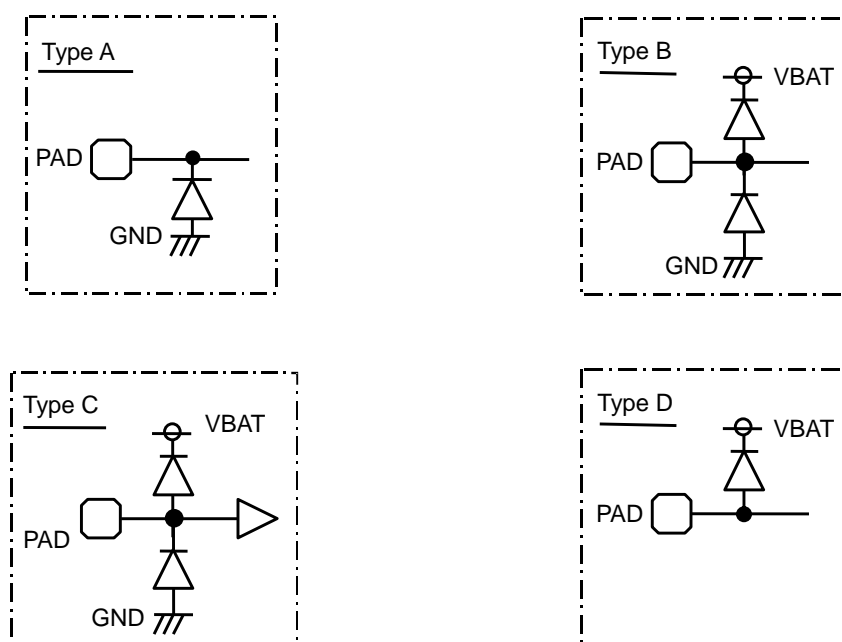 Type A
PAD
GND
Type B
VBAT
PAD
GND
Type C
VBAT
PAD
GND
Type D
VBAT
PAD